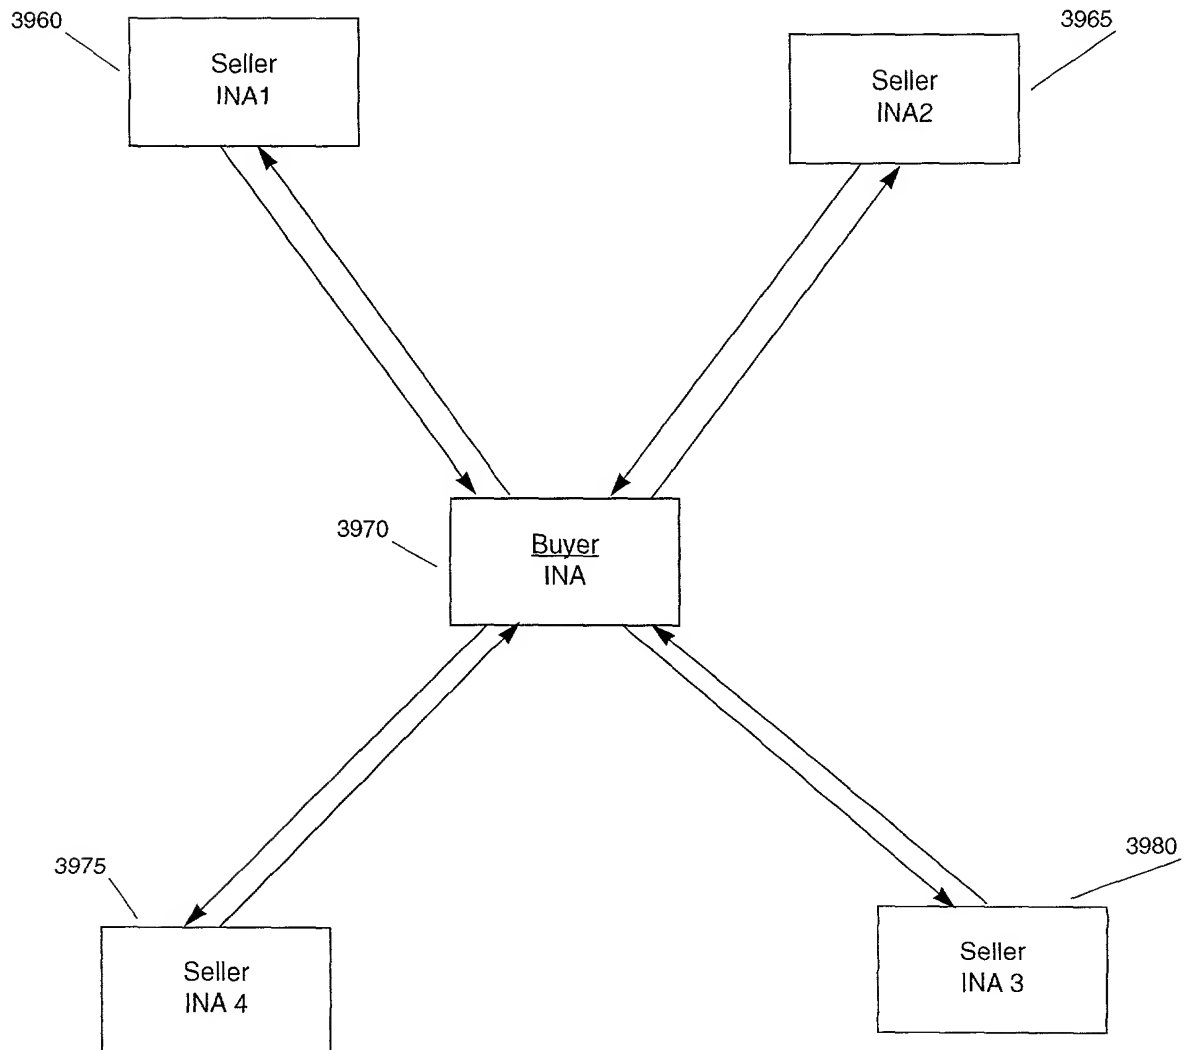 3960
Seller
INA1
3965
Seller
INA2
3970
Buyer
INA
3975
Seller
INA 4
3980
Seller
INA 3